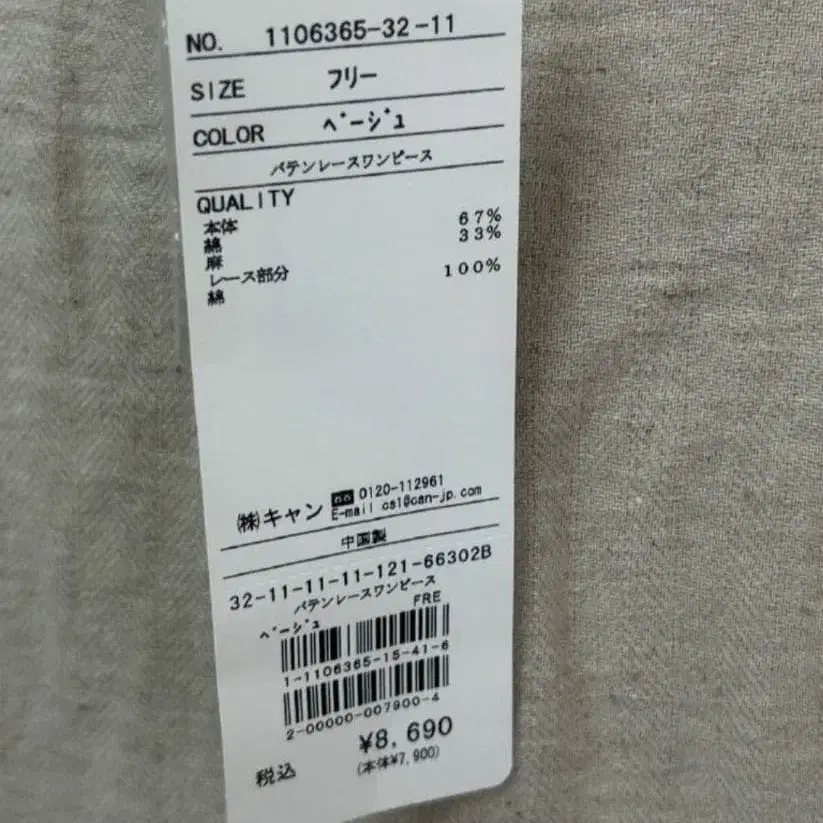 NO. 1106365-32-11
SIZE フリー
COLOR ベージュ
バテンレースワンピース
QUALITY
本体
綿 67%
麻 33%
レース部分
綿 100%
(株)キャン 0120-112961
E-mail cs1@can-jp.com
中国製
32-11-11-11-121-66302B
バテンレースワンピース
ベージュ FRE
1-1106365-15-41-6
2-00000-007900-4
¥8,690
税込 (本体¥7,900)